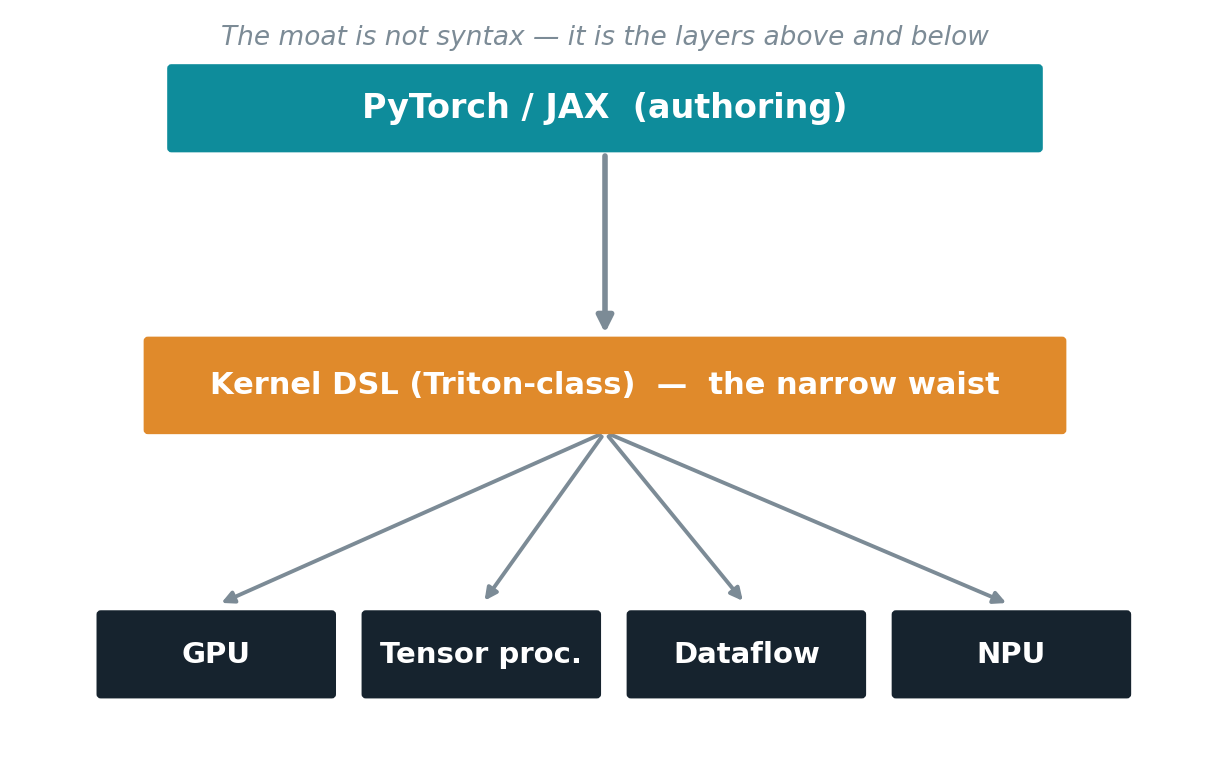 The moat is not syntax — it is the layers above and below
PyTorch / JAX (authoring)
Kernel DSL (Triton-class) — the narrow waist
GPU
Tensor proc.
Dataflow
NPU